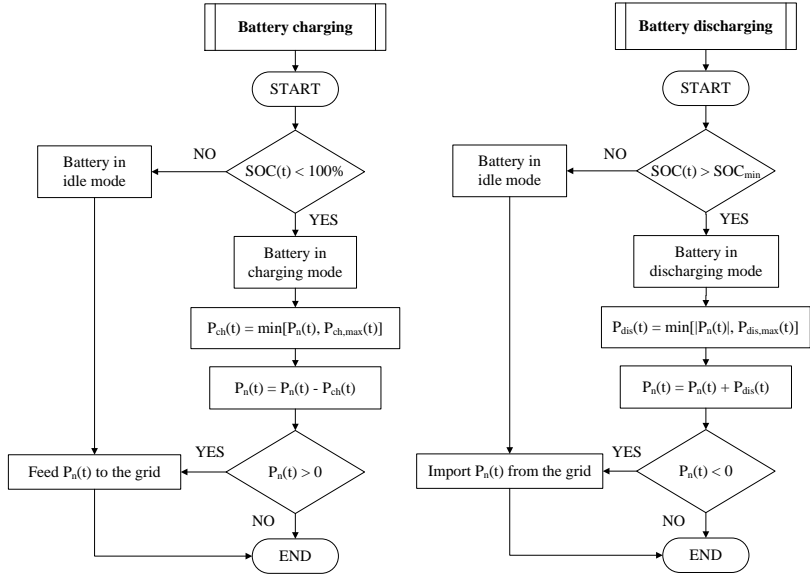 Battery charging
START
SOC(t) < 100%
NO
Battery in
idle mode
YES
Battery in
charging mode
P_ch(t) = min[P_n(t), P_ch,max(t)]
P_n(t) = P_n(t) - P_ch(t)
P_n(t) > 0
YES
Feed P_n(t) to the grid
NO
END
Battery discharging
START
SOC(t) > SOC_min
NO
Battery in
idle mode
YES
Battery in
discharging mode
P_dis(t) = min[|P_n(t)|, P_dis,max(t)]
P_n(t) = P_n(t) + P_dis(t)
P_n(t) < 0
YES
Import P_n(t) from the grid
NO
END